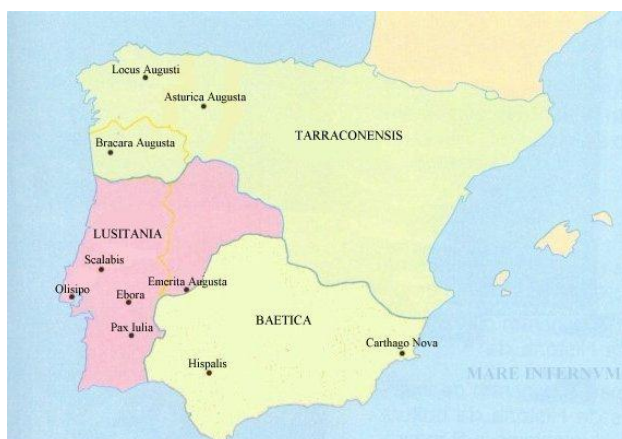 Locus Augusti
Asturica Augusta
TARRACONENSIS
Bracara Augusta
LUSITANIA
Scalabis
Emerita Augusta
Olisipo
Ebora
BAETICA
Pax Iulia
Carthago Nova
Hispalis
MARE INTERNVM